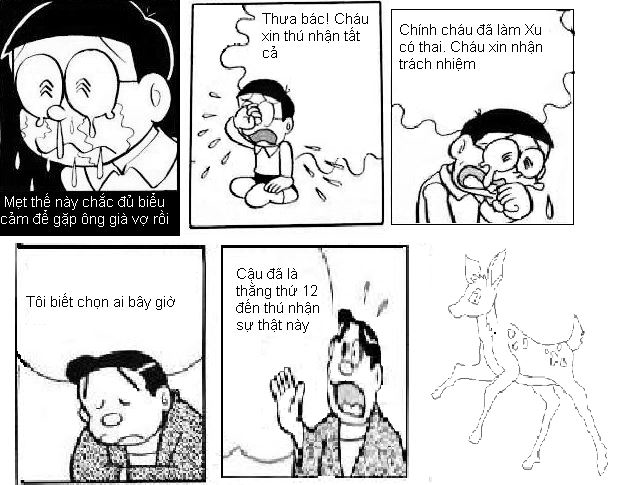 Mẹt thế này chắc đủ biểu
cảm để gặp ông già vợ rồi
Thưa bác! Cháu
xin thú nhận tất
cả
Chính cháu đã làm Xu
có thai. Cháu xin nhận
trách nhiệm
Tôi biết chọn ai bây giờ
Cậu đã là
thằng thứ 12
đến thú nhận
sự thật này